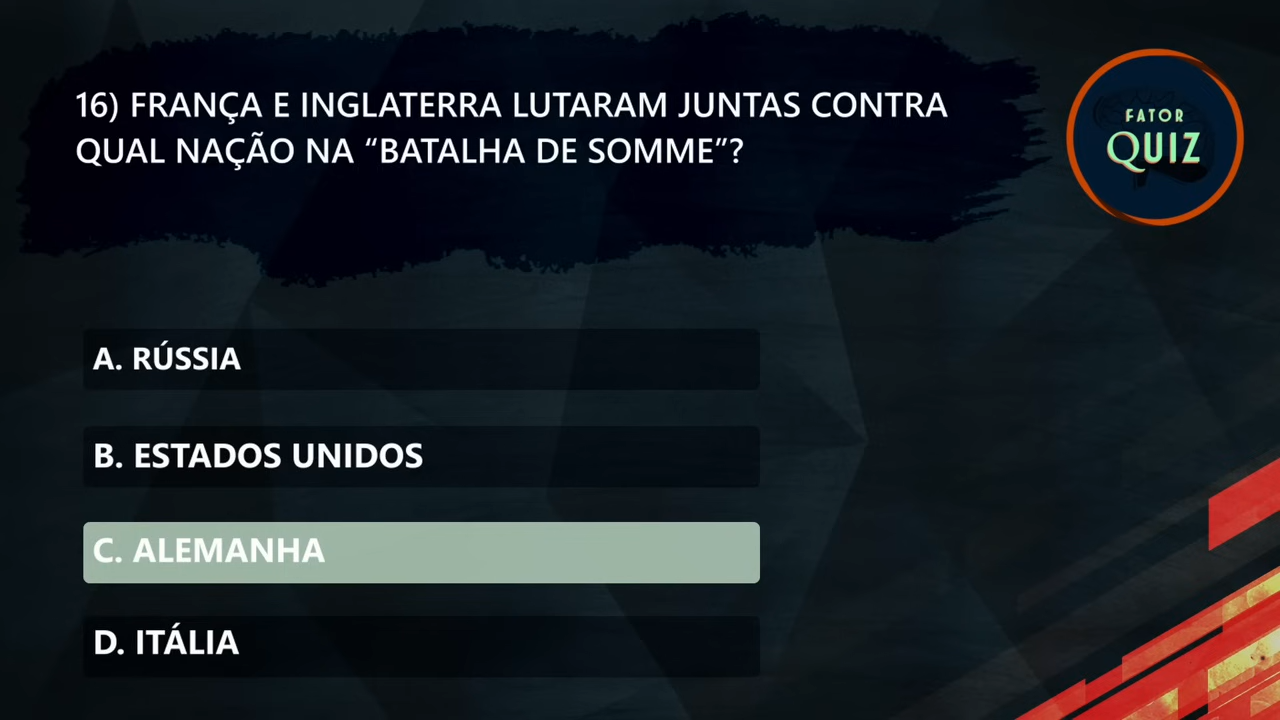 16) FRANÇA E INGLATERRA LUTARAM JUNTAS CONTRA
QUAL NAÇÃO NA “BATALHA DE SOMME”?
FATOR
QUIZ
A. RÚSSIA
B. ESTADOS UNIDOS
C. ALEMANHA
D. ITÁLIA